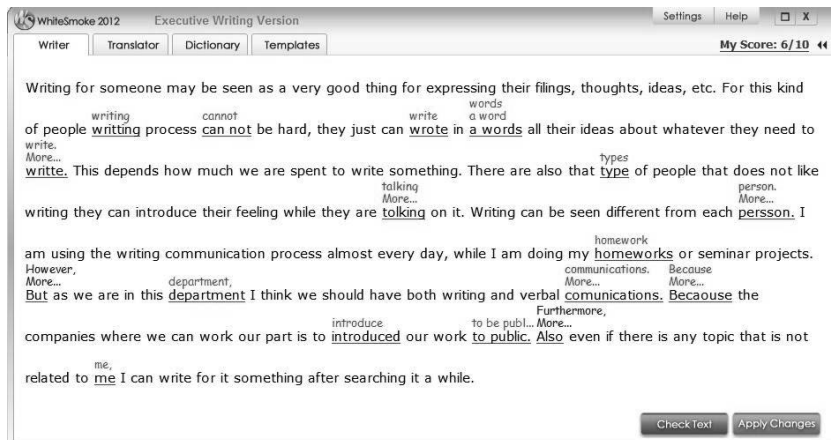 WhiteSmoke 2012 Executive Writing Version Settings Help X
Writer Translator Dictionary Templates My Score: 6/10
Writing for someone may be seen as a very good thing for expressing their filings, thoughts, ideas, etc. For this kind
words
writing cannot write a word
of people writting process can not be hard, they just can wrote in a words all their ideas about whatever they need to
write.
More... types
writte. This depends how much we are spent to write something. There are also that type of people that does not like
talking person.
More... More...
writing they can introduce their feeling while they are tolking on it. Writing can be seen different from each persson. I
homework
am using the writing communication process almost every day, while I am doing my homeworks or seminar projects.
However, communications. Because
More... department, More... More...
But as we are in this department I think we should have both writing and verbal comunications. Becaouse the
Furthermore,
introduce to be publ... More...
companies where we can work our part is to introduced our work to public. Also even if there is any topic that is not
me,
related to me I can write for it something after searching it a while.
Check Text Apply Changes